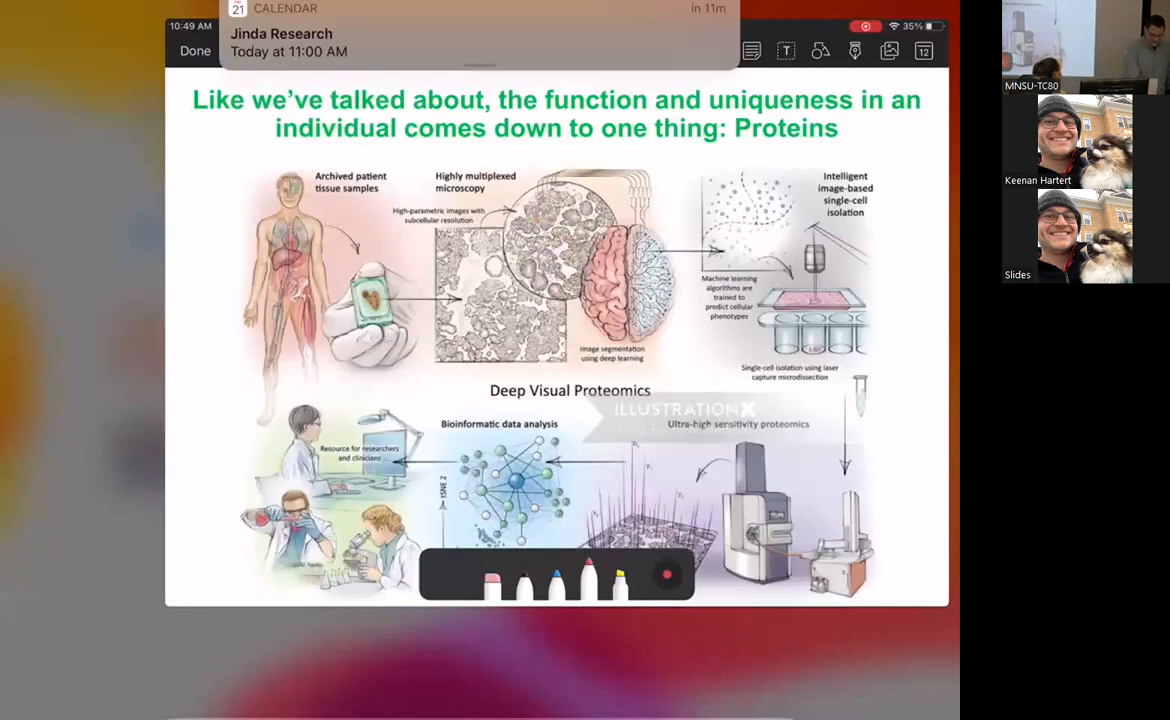 21 CALENDAR
in 11m
Jinda Research
Today at 11:00 AM
10:49 AM
35%
Done
T
12
Like we've talked about, the function and uniqueness in an
individual comes down to one thing: Proteins
Archived patient
tissue samples
Highly multiplexed
microscopy
High-parametric images with
subcellular resolution
Intelligent
image-based
single-cell
isolation
Machine learning
algorithms are
trained to
predict cellular
phenotypes
Image segmentation
using deep learning
Single-cell isolation using laser
capture microdissection
Deep Visual Proteomics
ILLUSTRATIONX
Bioinformatic data analysis
Ultra-high sensitivity proteomics
Resource for researchers
and clinicians
tSNE 2
MNSU-TC80
Keenan Hartert
Slides